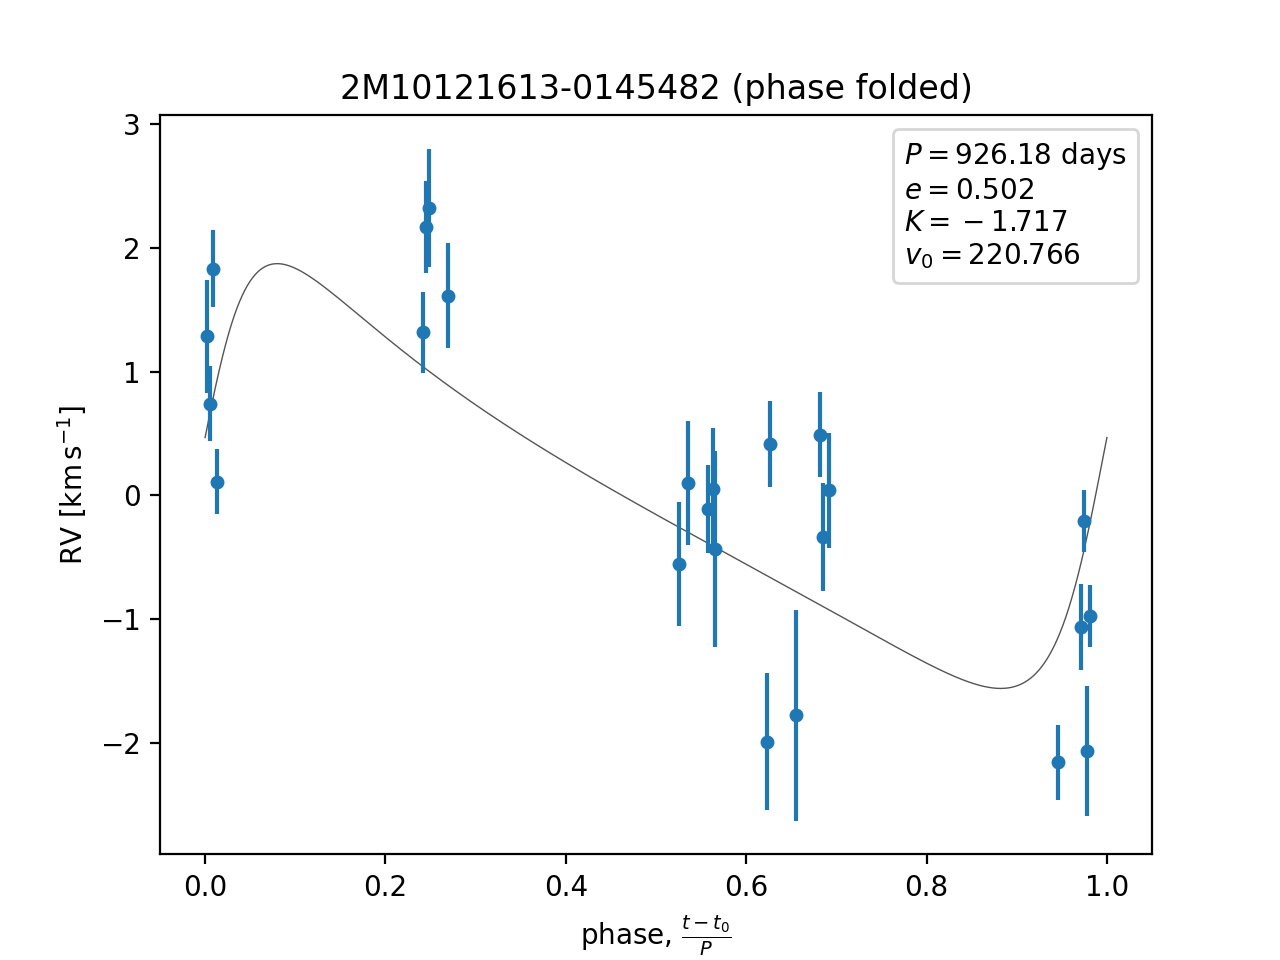 2M10121613-0145482 (phase folded)
P = 926.18 days
e = 0.502
K = −1.717
v₀ = 220.766
RV [km s⁻¹]
3
2
1
0
−1
−2
0.0 0.2 0.4 0.6 0.8 1.0
phase, (t − t₀)/P